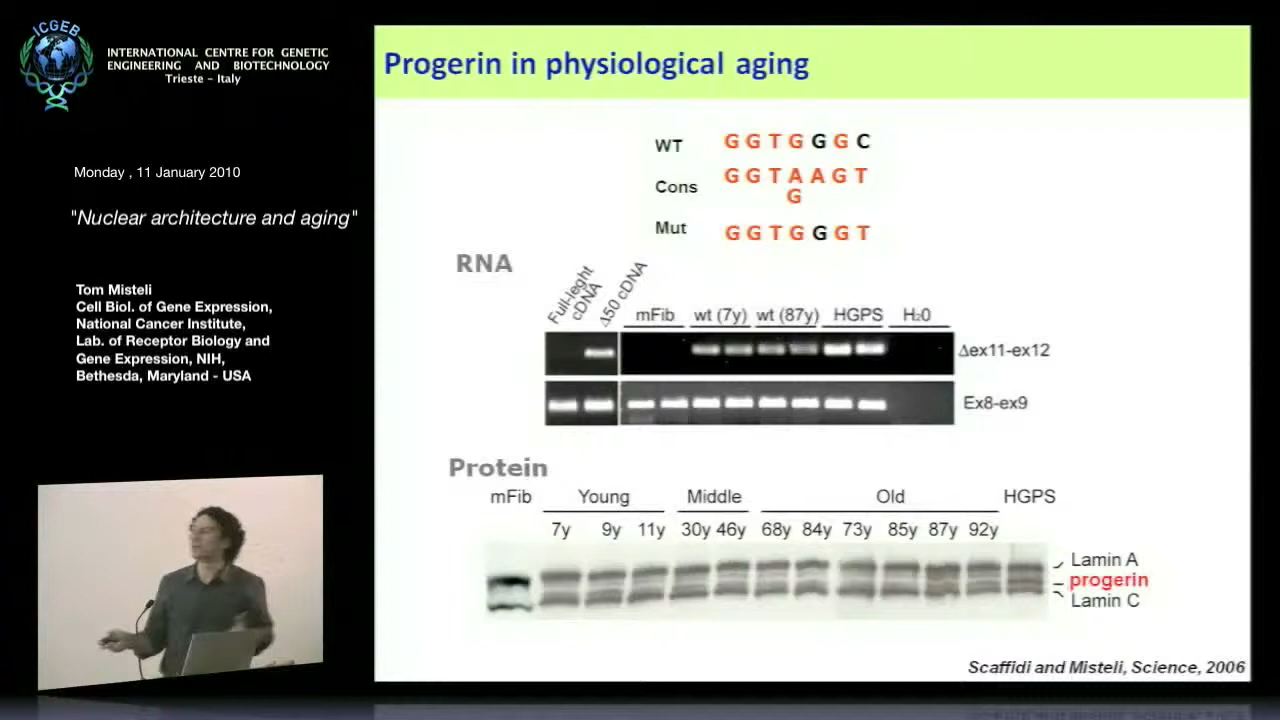 ICGEB
INTERNATIONAL CENTRE FOR GENETIC
ENGINEERING AND BIOTECHNOLOGY
Trieste - Italy
Monday , 11 January 2010
"Nuclear architecture and aging"
Tom Misteli
Cell Biol. of Gene Expression,
National Cancer Institute,
Lab. of Receptor Biology and
Gene Expression, NIH,
Bethesda, Maryland - USA
Progerin in physiological aging
WT GGTGGGC
Cons GGTAAGT
G
Mut GGTGGGT
RNA
Full-leght
cDNA
Δ50 cDNA
mFib wt (7y) wt (87y) HGPS H20
Δex11-ex12
Ex8-ex9
Protein
mFib Young Middle Old HGPS
7y 9y 11y 30y 46y 68y 84y 73y 85y 87y 92y
Lamin A
progerin
Lamin C
Scaffidi and Misteli, Science, 2006